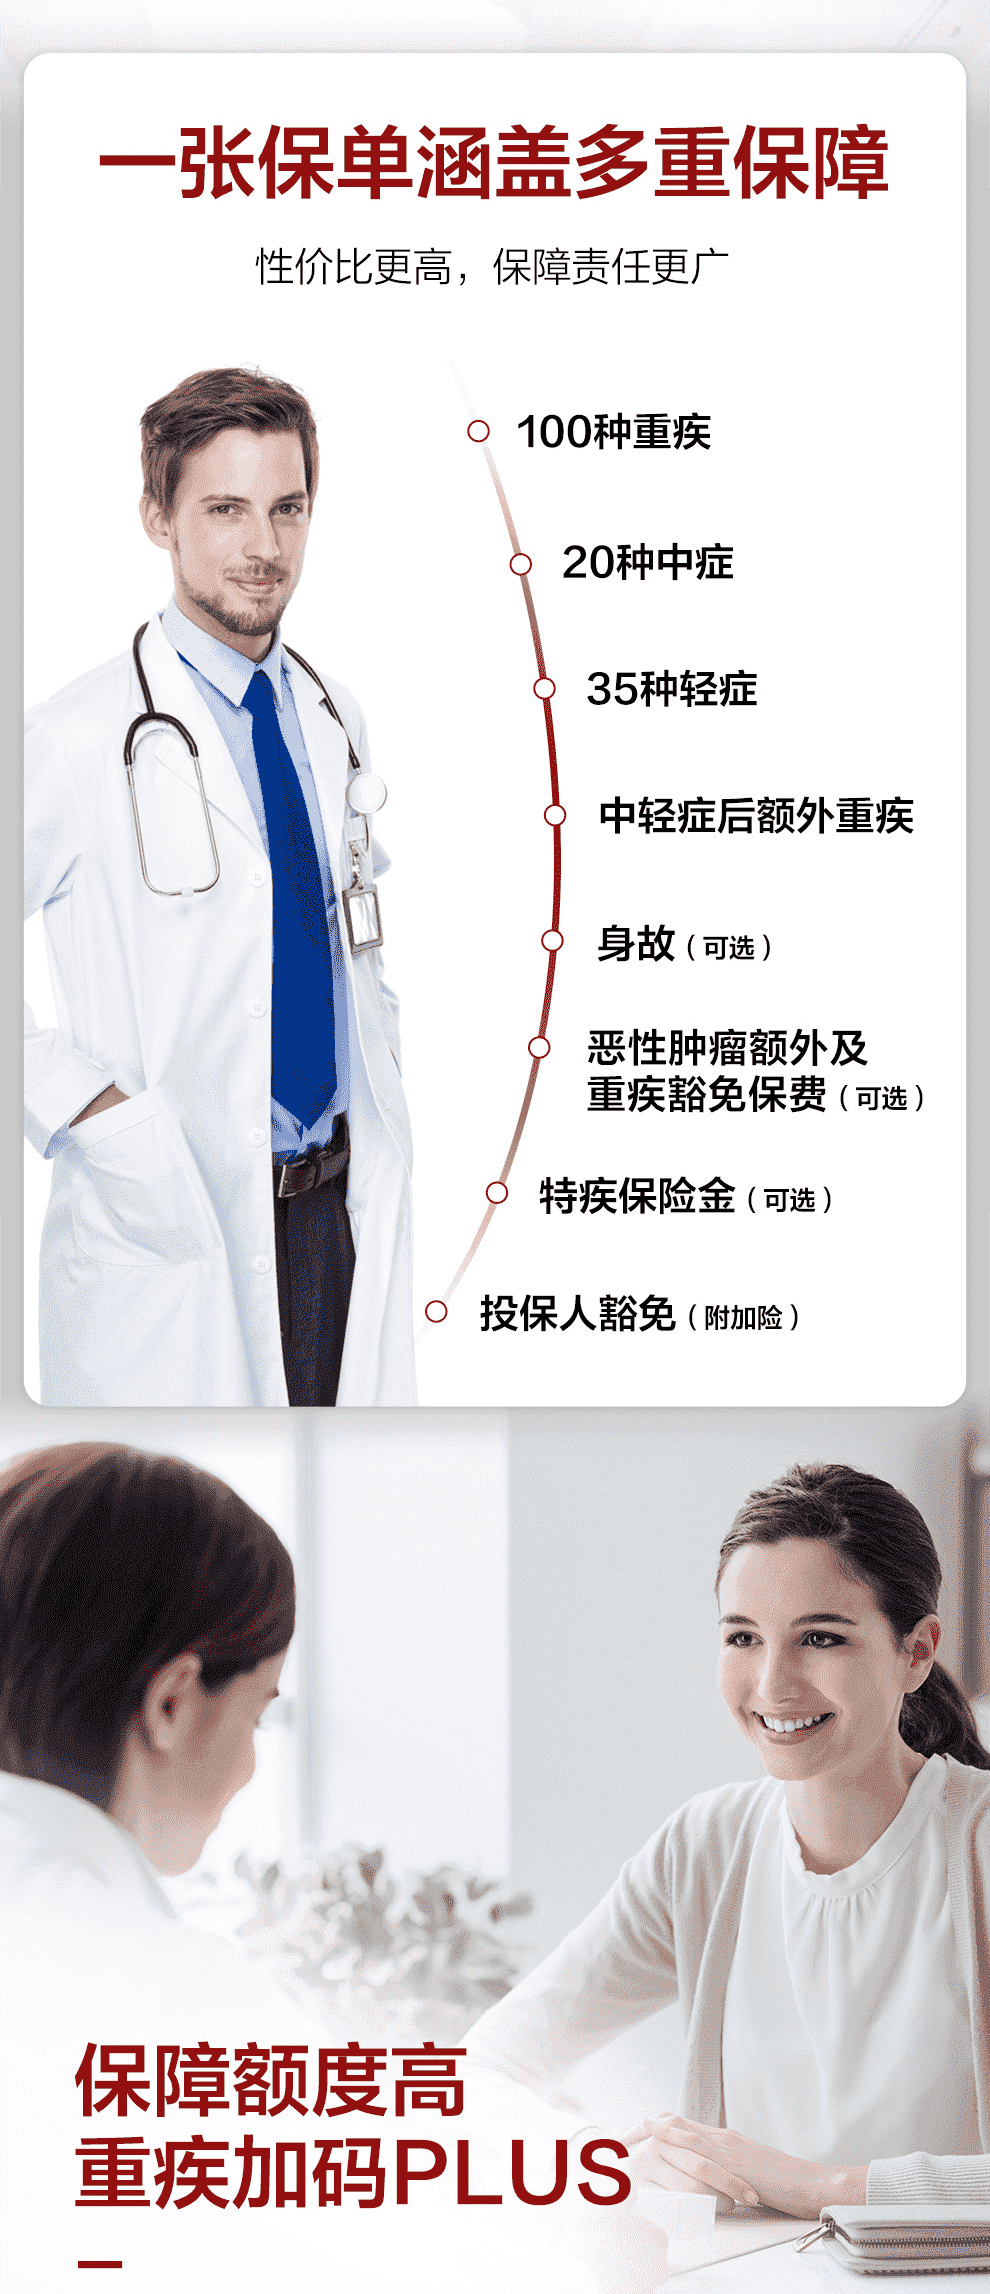 一张保单涵盖多重保障
性价比更高，保障责任更广
100种重疾
20种中症
35种轻症
中轻症后额外重疾
身故（可选）
恶性肿瘤额外及
重疾豁免保费（可选）
特疾保险金（可选）
投保人豁免（附加险）
保障额度高
重疾加码PLUS